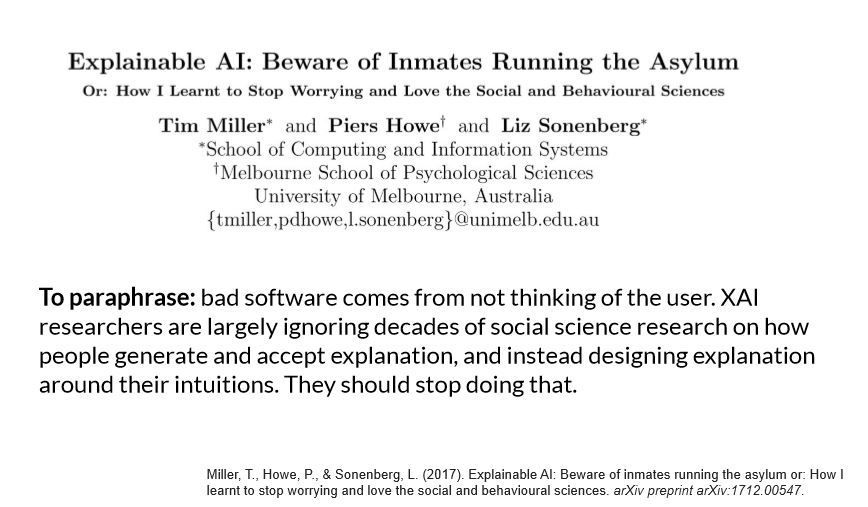 Explainable AI: Beware of Inmates Running the Asylum
Or: How I Learnt to Stop Worrying and Love the Social and Behavioural Sciences
Tim Miller* and Piers Howe† and Liz Sonenberg*
*School of Computing and Information Systems
†Melbourne School of Psychological Sciences
University of Melbourne, Australia
{tmiller,pdhowe,l.sonenberg}@unimelb.edu.au
To paraphrase: bad software comes from not thinking of the user. XAI
researchers are largely ignoring decades of social science research on how
people generate and accept explanation, and instead designing explanation
around their intuitions. They should stop doing that.
Miller, T., Howe, P., & Sonenberg, L. (2017). Explainable AI: Beware of inmates running the asylum or: How I
learnt to stop worrying and love the social and behavioural sciences. arXiv preprint arXiv:1712.00547.